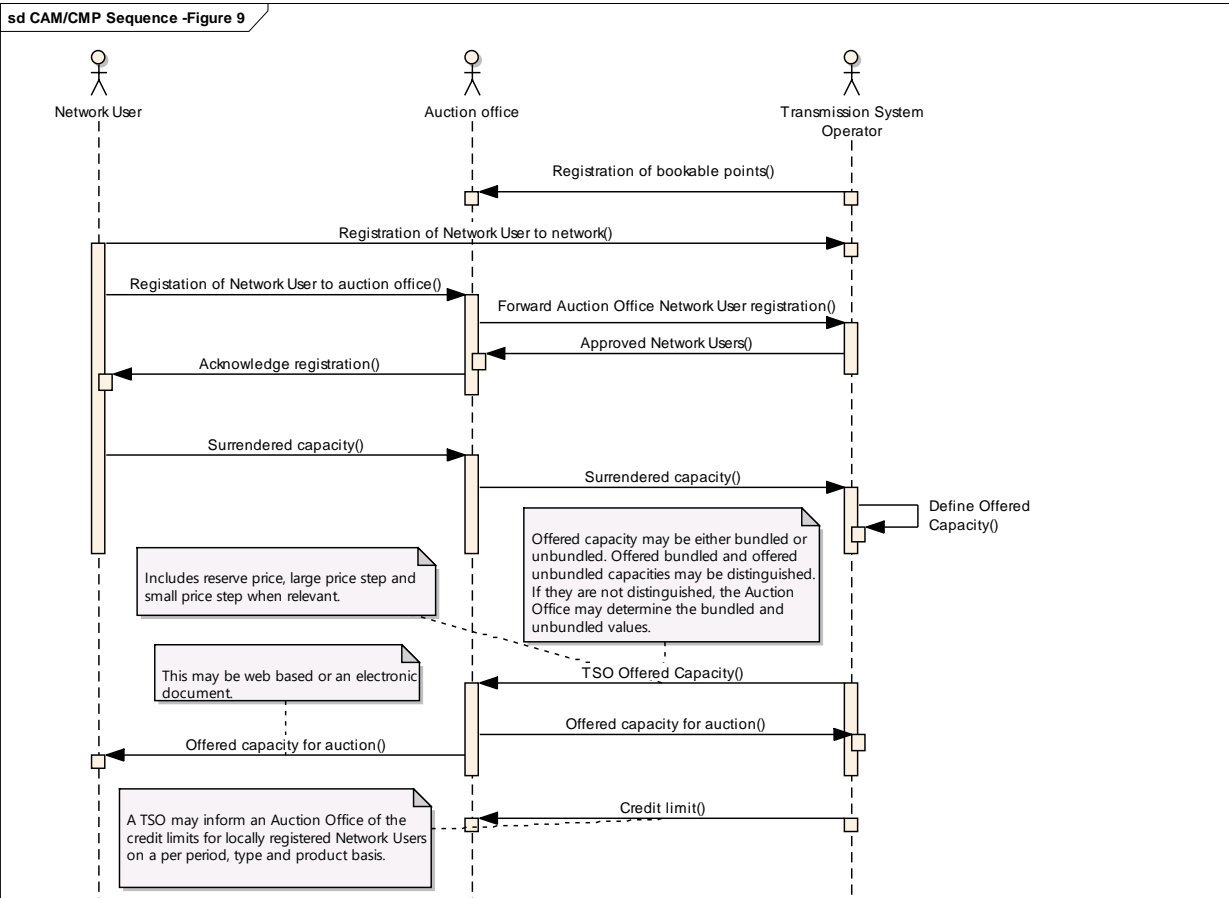 sd CAM/CMP Sequence -Figure 9
Network User
Auction office
Transmission System
Operator
Registration of bookable points()
Registration of Network User to network()
Registation of Network User to auction office()
Forward Auction Office Network User registration()
Approved Network Users()
Acknowledge registration()
Surrendered capacity()
Surrendered capacity()
Define Offered
Capacity()
Offered capacity may be either bundled or
unbundled. Offered bundled and offered
unbundled capacities may be distinguished.
If they are not distinguished, the Auction
Office may determine the bundled and
unbundled values.
Includes reserve price, large price step and
small price step when relevant.
This may be web based or an electronic
document.
TSO Offered Capacity()
Offered capacity for auction()
Offered capacity for auction()
Credit limit()
A TSO may inform an Auction Office of the
credit limits for locally registered Network Users
on a per period, type and product basis.